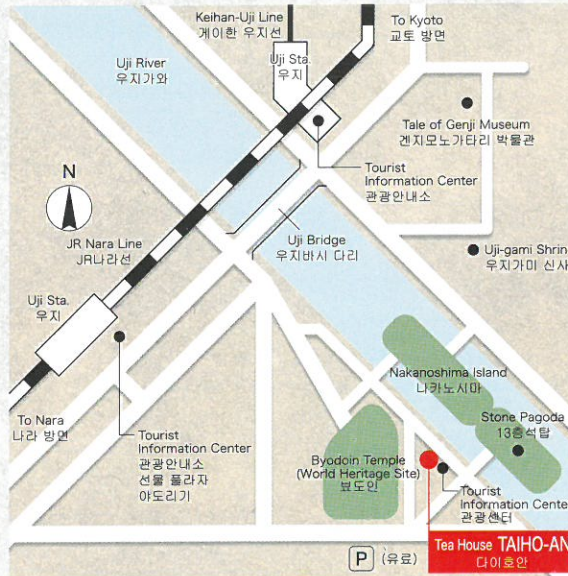 Keihan-Uji Line
게이한 우지선
To Kyoto
교토 방면
Uji River
우지가와
Uji Sta.
우지
Tale of Genji Museum
겐지모노가타리 박물관
Tourist
Information Center
관광안내소
N
JR Nara Line
JR나라선
Uji Bridge
우지바시 다리
Uji-gami Shrin
우지가미 신사
Uji Sta.
우지
Nakanoshima Island
나카노시마
Stone Pagoda
13층석탑
To Nara
나라 방면
Tourist
Information Center
관광안내소
선물 플라자
야도리기
Byodoin Temple
(World Heritage Site)
뵤도인
Tourist
Information Cente
관광센터
P (유료)
Tea House TAIHO-AN
다이호안